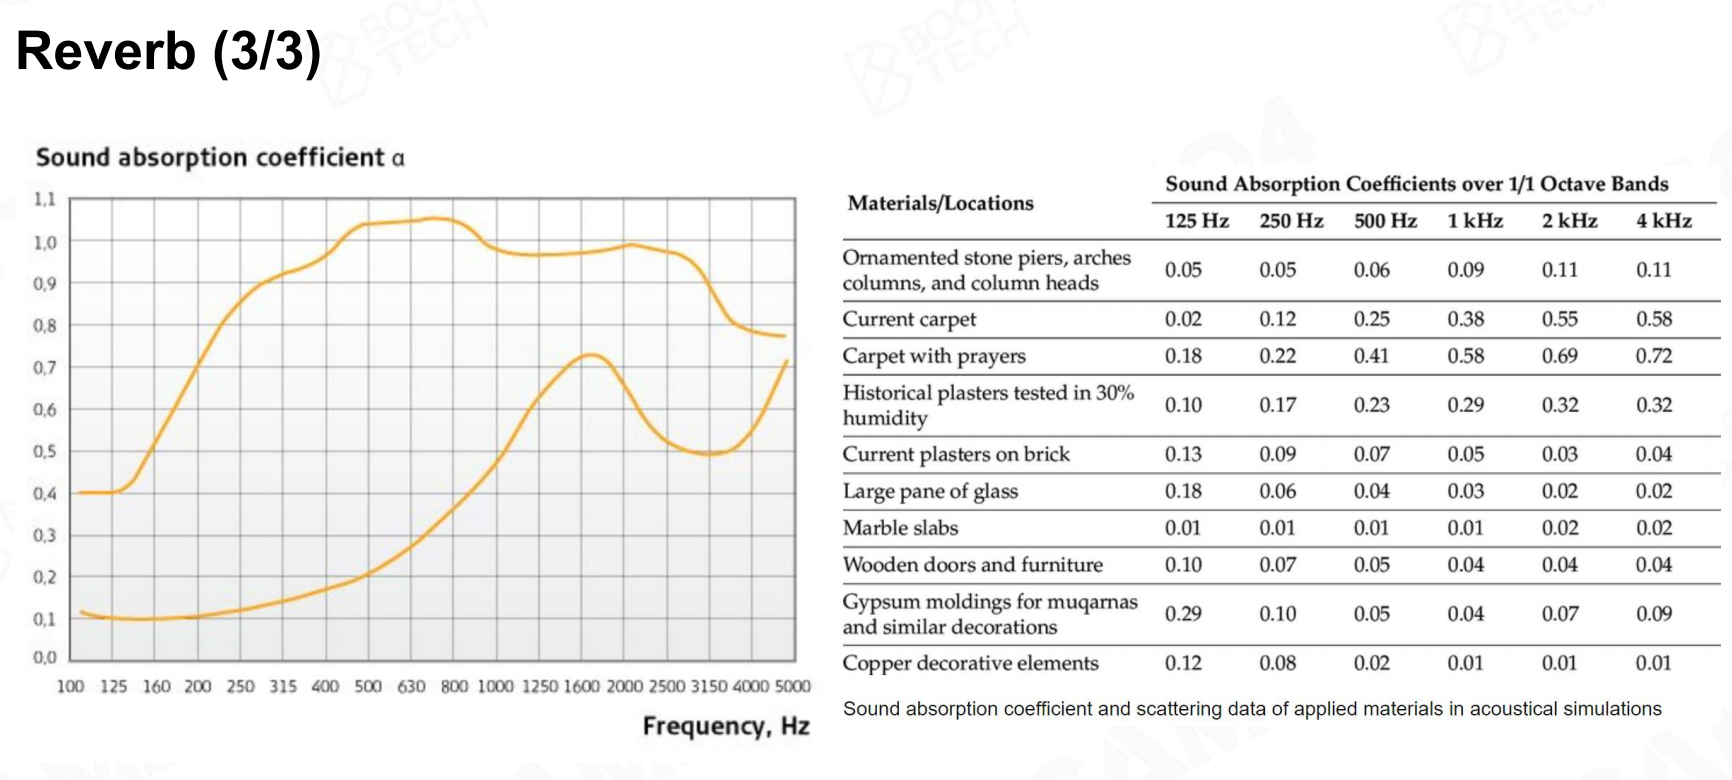 Reverb (3/3)
Sound absorption coefficient α
1,1
1,0
0,9
0,8
0,7
0,6
0,5
0,4
0,3
0,2
0,1
0,0
100 125 160 200 250 315 400 500 630 800 1000 1250 1600 2000 2500 3150 4000 5000
Frequency, Hz
Materials/Locations
Sound Absorption Coefficients over 1/1 Octave Bands
125 Hz 250 Hz 500 Hz 1 kHz 2 kHz 4 kHz
Ornamented stone piers, arches
columns, and column heads
0.05 0.05 0.06 0.09 0.11 0.11
Current carpet 0.02 0.12 0.25 0.38 0.55 0.58
Carpet with prayers 0.18 0.22 0.41 0.58 0.69 0.72
Historical plasters tested in 30%
humidity
0.10 0.17 0.23 0.29 0.32 0.32
Current plasters on brick 0.13 0.09 0.07 0.05 0.03 0.04
Large pane of glass 0.18 0.06 0.04 0.03 0.02 0.02
Marble slabs 0.01 0.01 0.01 0.01 0.02 0.02
Wooden doors and furniture 0.10 0.07 0.05 0.04 0.04 0.04
Gypsum moldings for muqarnas
and similar decorations
0.29 0.10 0.05 0.04 0.07 0.09
Copper decorative elements 0.12 0.08 0.02 0.01 0.01 0.01
Sound absorption coefficient and scattering data of applied materials in acoustical simulations